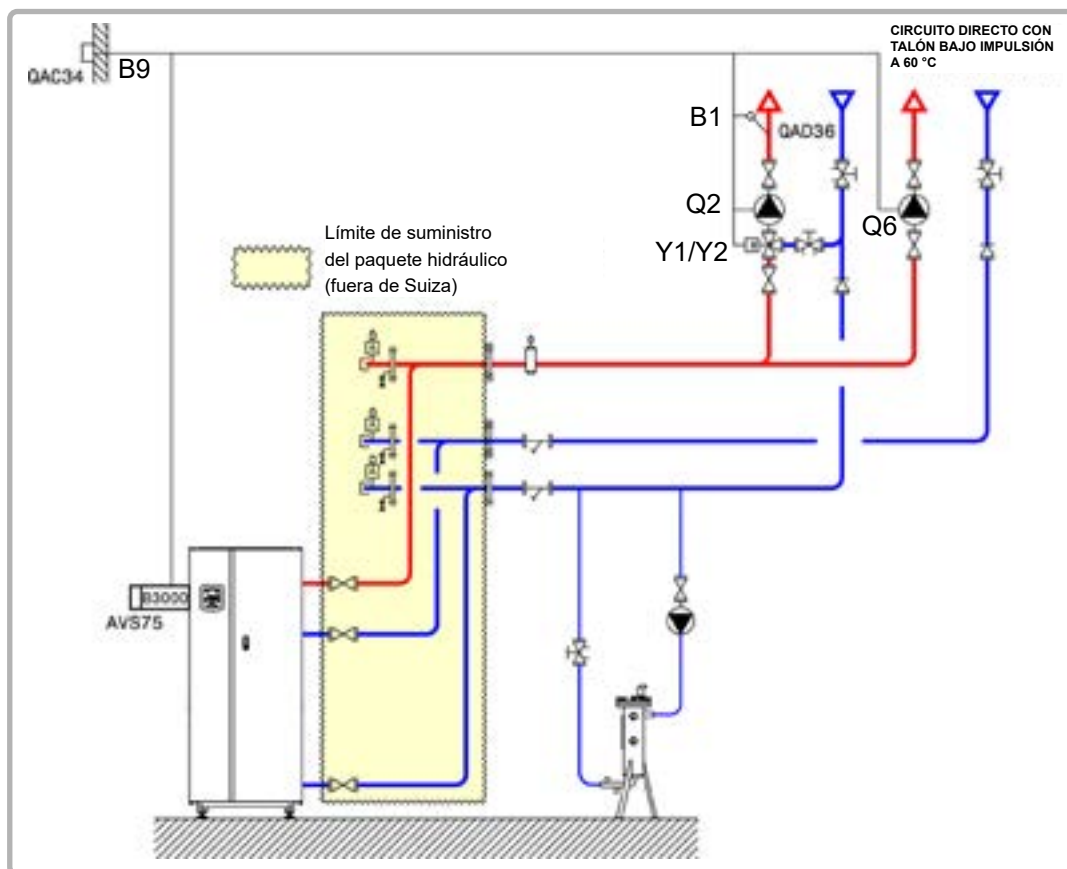 CIRCUITO DIRECTO CON
TALÓN BAJO IMPULSIÓN
A 60 °C
B9
QAC34
B1
QAD36
Q2
Q6
Y1/Y2
Límite de suministro
del paquete hidráulico
(fuera de Suiza)
B3000
AVS75